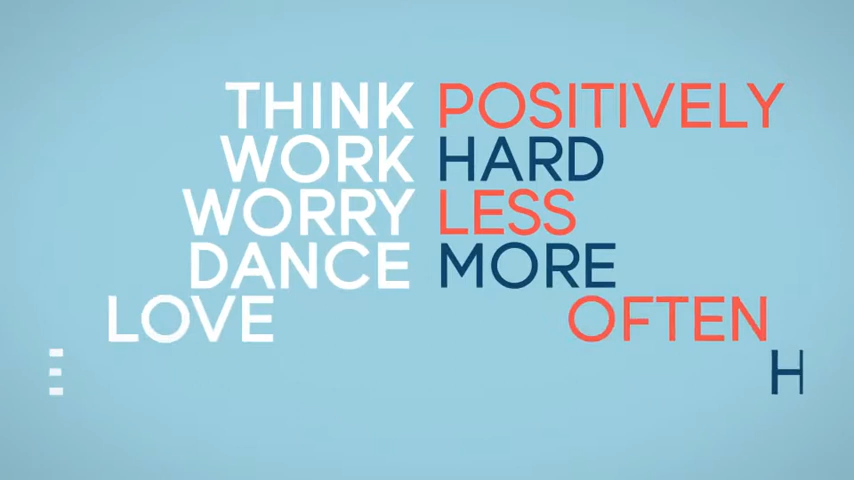 THINK POSITIVELY
WORK HARD
WORRY LESS
DANCE MORE
LOVE OFTEN
H